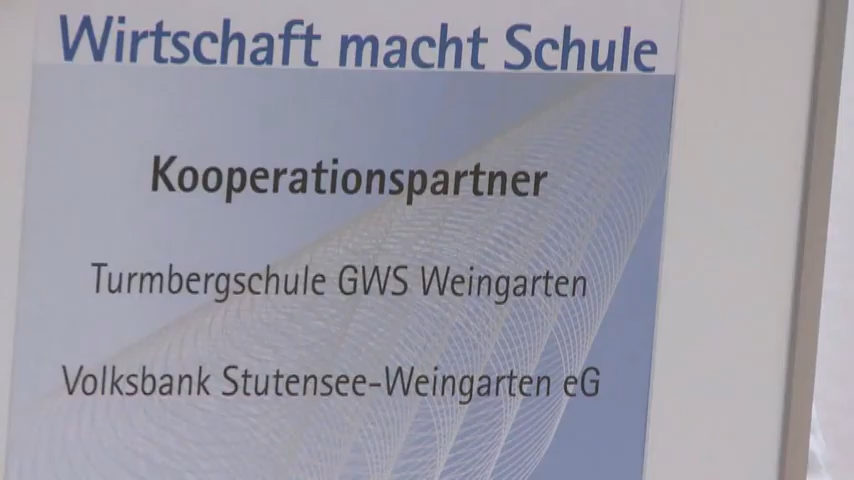 Wirtschaft macht Schule
Kooperationspartner
Turmbergschule GWS Weingarten
Volksbank Stutensee-Weingarten eG